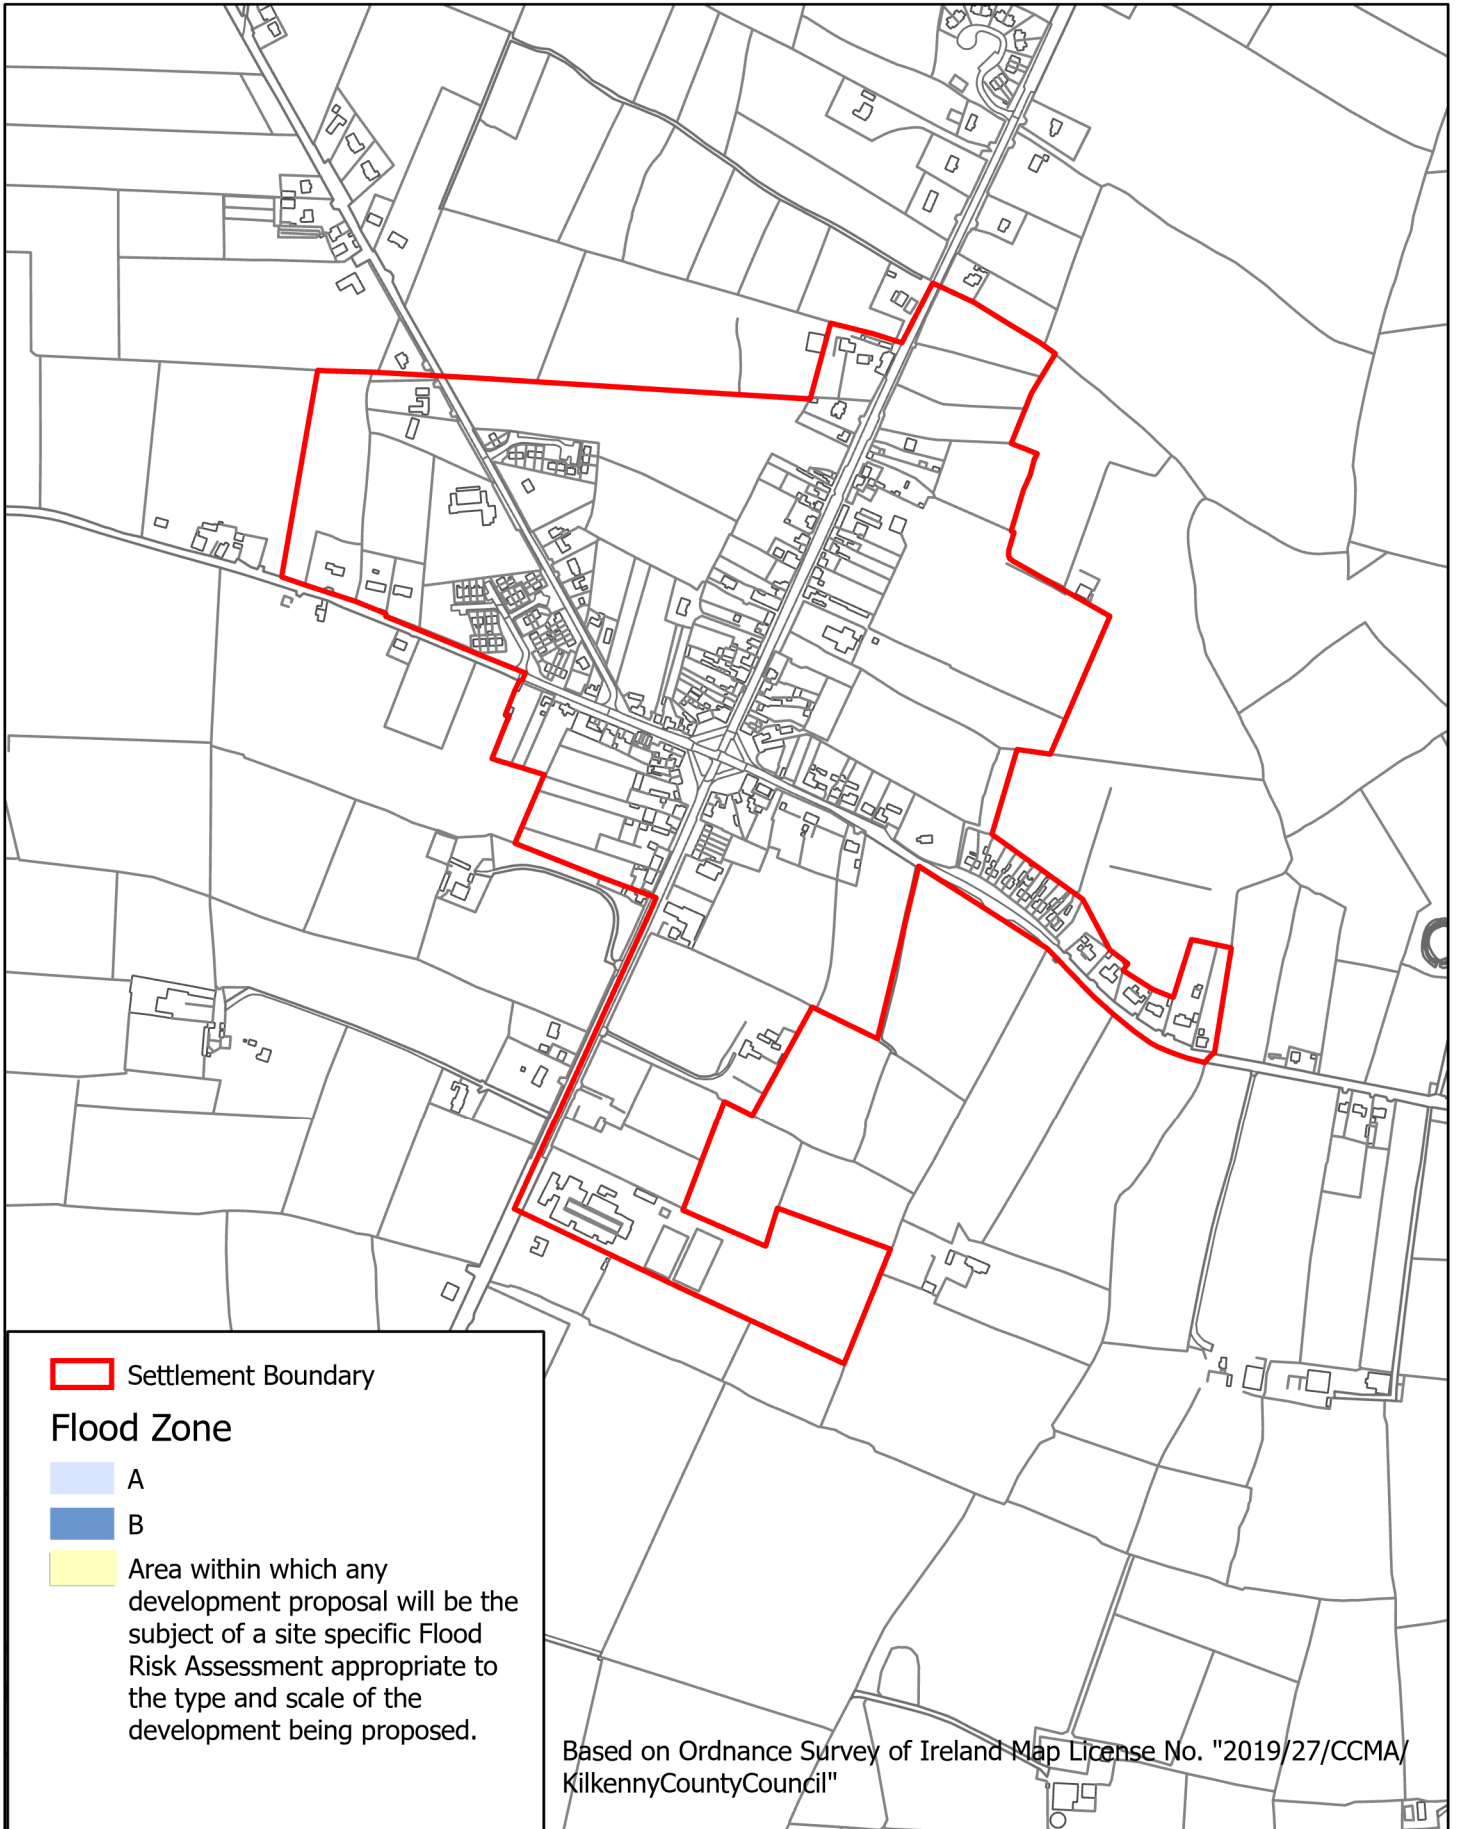 Settlement Boundary
Flood Zone
A
B
Area within which any
development proposal will be the
subject of a site specific Flood
Risk Assessment appropriate to
the type and scale of the
development being proposed.
Based on Ordnance Survey of Ireland Map License No. "2019/27/CCMA/
KilkennyCountyCouncil"